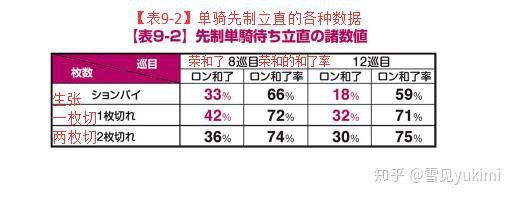 【表9-2】单骑先制立直的各种数据
【表9-2】先制単騎待ち立直の諸数値
枚数 巡目 荣和了 8巡目 荣和的和了率 12巡目
ロン和了 ロン和了率 ロン和了 ロン和了率
生张 ションパイ 33% 66% 18% 59%
一枚切 1枚切れ 42% 72% 32% 71%
两枚切 2枚切れ 36% 74% 30% 75%
知乎 @雪见yukimi